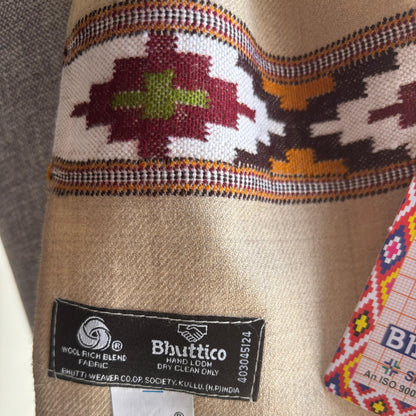 WOOL RICH BLEND
FABRIC
Bhuttico
HAND LOOM
DRY CLEAN ONLY
BHUTTI WEAVER CO.OP. SOCIETY, KULLU, (H.P) INDIA
403045124
Bh
S
An ISO.900